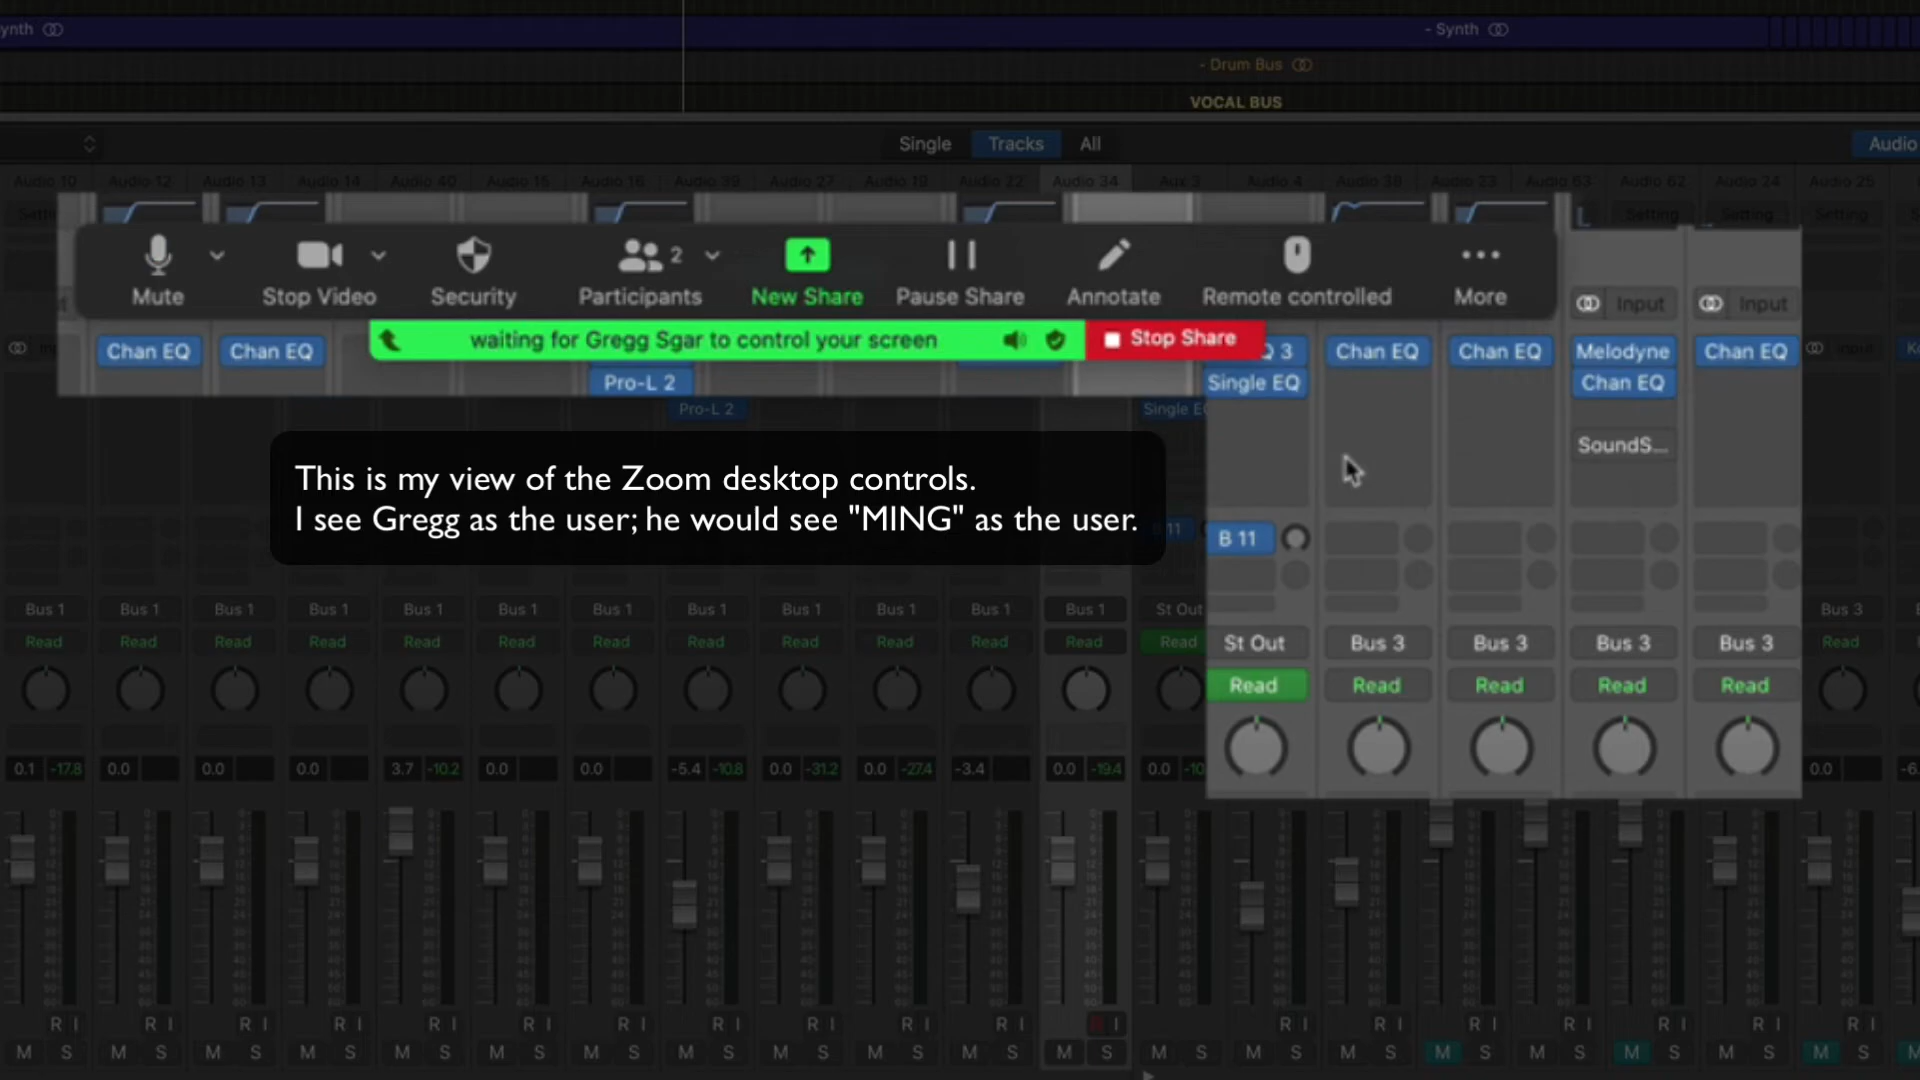 ynth
- Synth
- Drum Bus
VOCAL BUS
Single Tracks All Audio
Audio 10 Audio 12 Audio 13 Audio 14 Audio 40 Audio 15 Audio 16 Audio 39 Audio 27 Audio 19 Audio 22 Audio 34 Aux 3 Audio 4 Audio 38 Audio 23 Audio 63 Audio 62 Audio 24 Audio 25
Setting Setting Setting
2
Mute Stop Video Security Participants New Share Pause Share Annotate Remote controlled More
Input Input
waiting for Gregg Sgar to control your screen Stop Share
Chan EQ Chan EQ Q 3 Chan EQ Chan EQ Melodyne Chan EQ Input
Pro-L 2 Single EQ Chan EQ
Pro-L 2 Single E
SoundS...
This is my view of the Zoom desktop controls.
I see Gregg as the user; he would see "MING" as the user.
11 B 11
Bus 1 Bus 1 Bus 1 Bus 1 Bus 1 Bus 1 Bus 1 Bus 1 Bus 1 Bus 1 Bus 1 Bus 1 St Out Bus 3
Read Read Read Read Read Read Read Read Read Read Read Read Read St Out Bus 3 Bus 3 Bus 3 Bus 3 Read
Read Read Read Read Read
0.1 -17.8 0.0 0.0 0.0 3.7 -10.2 0.0 0.0 -5.4 -10.8 0.0 -31.2 0.0 -27.4 -3.4 0.0 -19.4 0.0 -10 0.0 -6.
R I R I R I R I R I R I R I R I R I R I R I R I R I R I R I R I R I R I R I
M S M S M S M S M S M S M S M S M S M S M S M S M S M S M S M S M S M S M S M S M